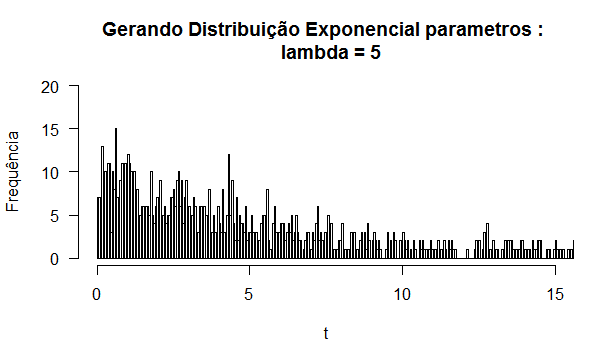 Gerando Distribuição Exponencial parametros :
lambda = 5
Frequência
20
15
10
5
0
0 5 10 15
t